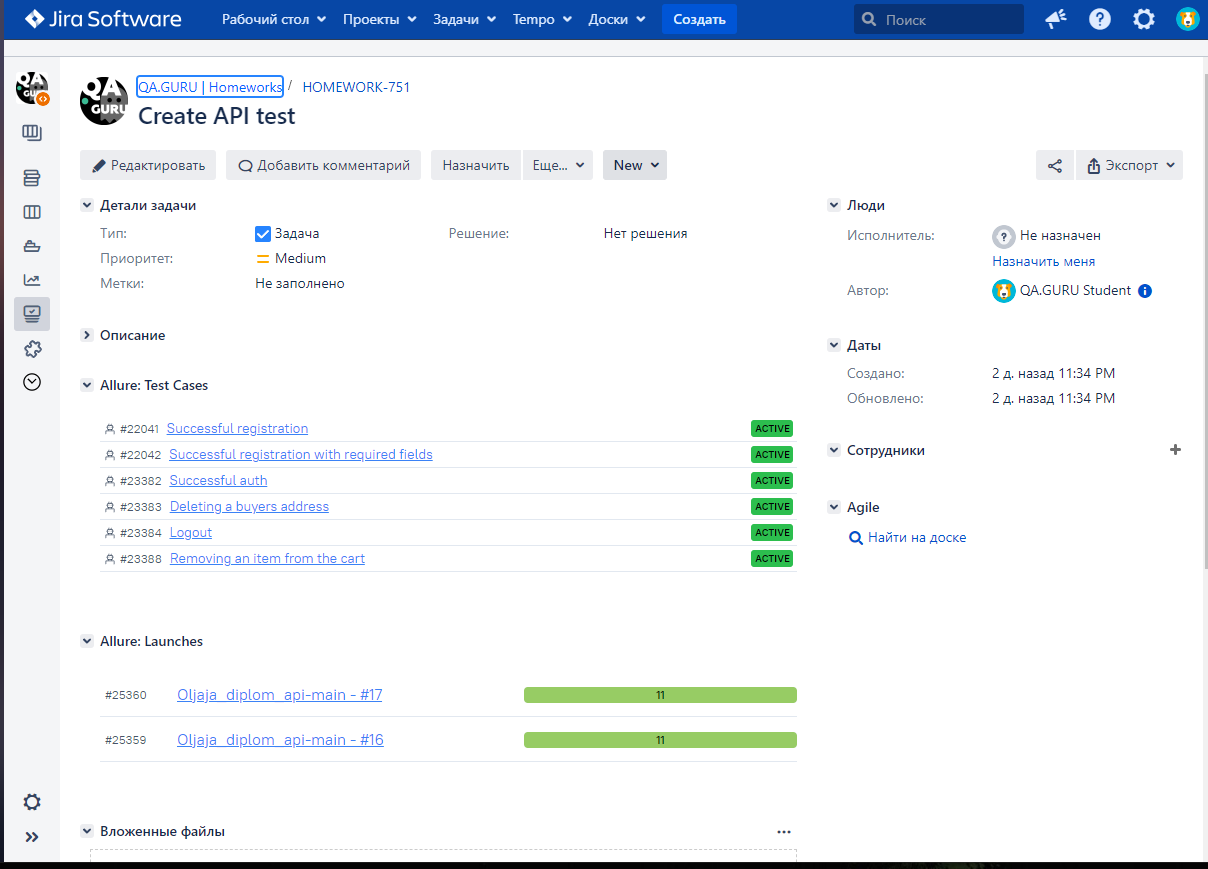 Jira Software Рабочий стол Проекты Задачи Tempo Доски Создать Поиск
QA GURU
QA GURU
QA.GURU | Homeworks / HOMEWORK-751
Create API test
Редактировать Добавить комментарий Назначить Еще... New Экспорт
Детали задачи
Тип: Задача Решение: Нет решения
Приоритет: Medium
Метки: Не заполнено
Описание
Allure: Test Cases
#22041 Successful registration ACTIVE
#22042 Successful registration with required fields ACTIVE
#23382 Successful auth ACTIVE
#23383 Deleting a buyers address ACTIVE
#23384 Logout ACTIVE
#23388 Removing an item from the cart ACTIVE
Allure: Launches
#25360 Oljaja_diplom_api-main - #17 11
#25359 Oljaja_diplom_api-main - #16 11
Вложенные файлы
Люди
Исполнитель: Не назначен
Назначить меня
Автор: QA.GURU Student
Даты
Создано: 2 д. назад 11:34 PM
Обновлено: 2 д. назад 11:34 PM
Сотрудники
Agile
Найти на доске